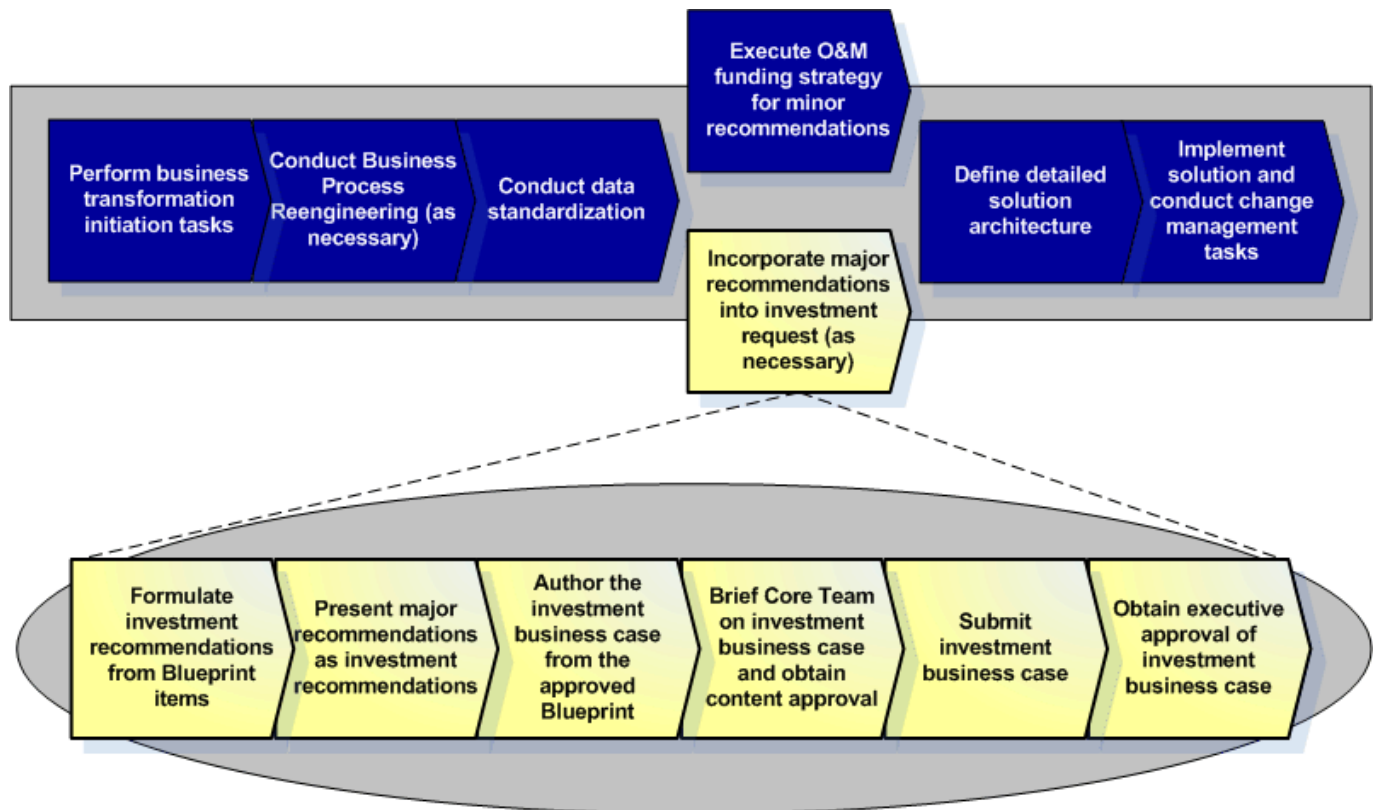 Perform business
transformation
initiation tasks
Conduct Business
Process
Reengineering (as
necessary)
Conduct data
standardization
Execute O&M
funding strategy
for minor
recommendations
Incorporate major
recommendations
into investment
request (as
necessary)
Define detailed
solution
architecture
Implement
solution and
conduct change
management
tasks
Formulate
investment
recommendations
from Blueprint
items
Present major
recommendations
as investment
recommendations
Author the
investment
business case
from the
approved
Blueprint
Brief Core Team
on investment
business case
and obtain
content approval
Submit
investment
business case
Obtain executive
approval of
investment
business case